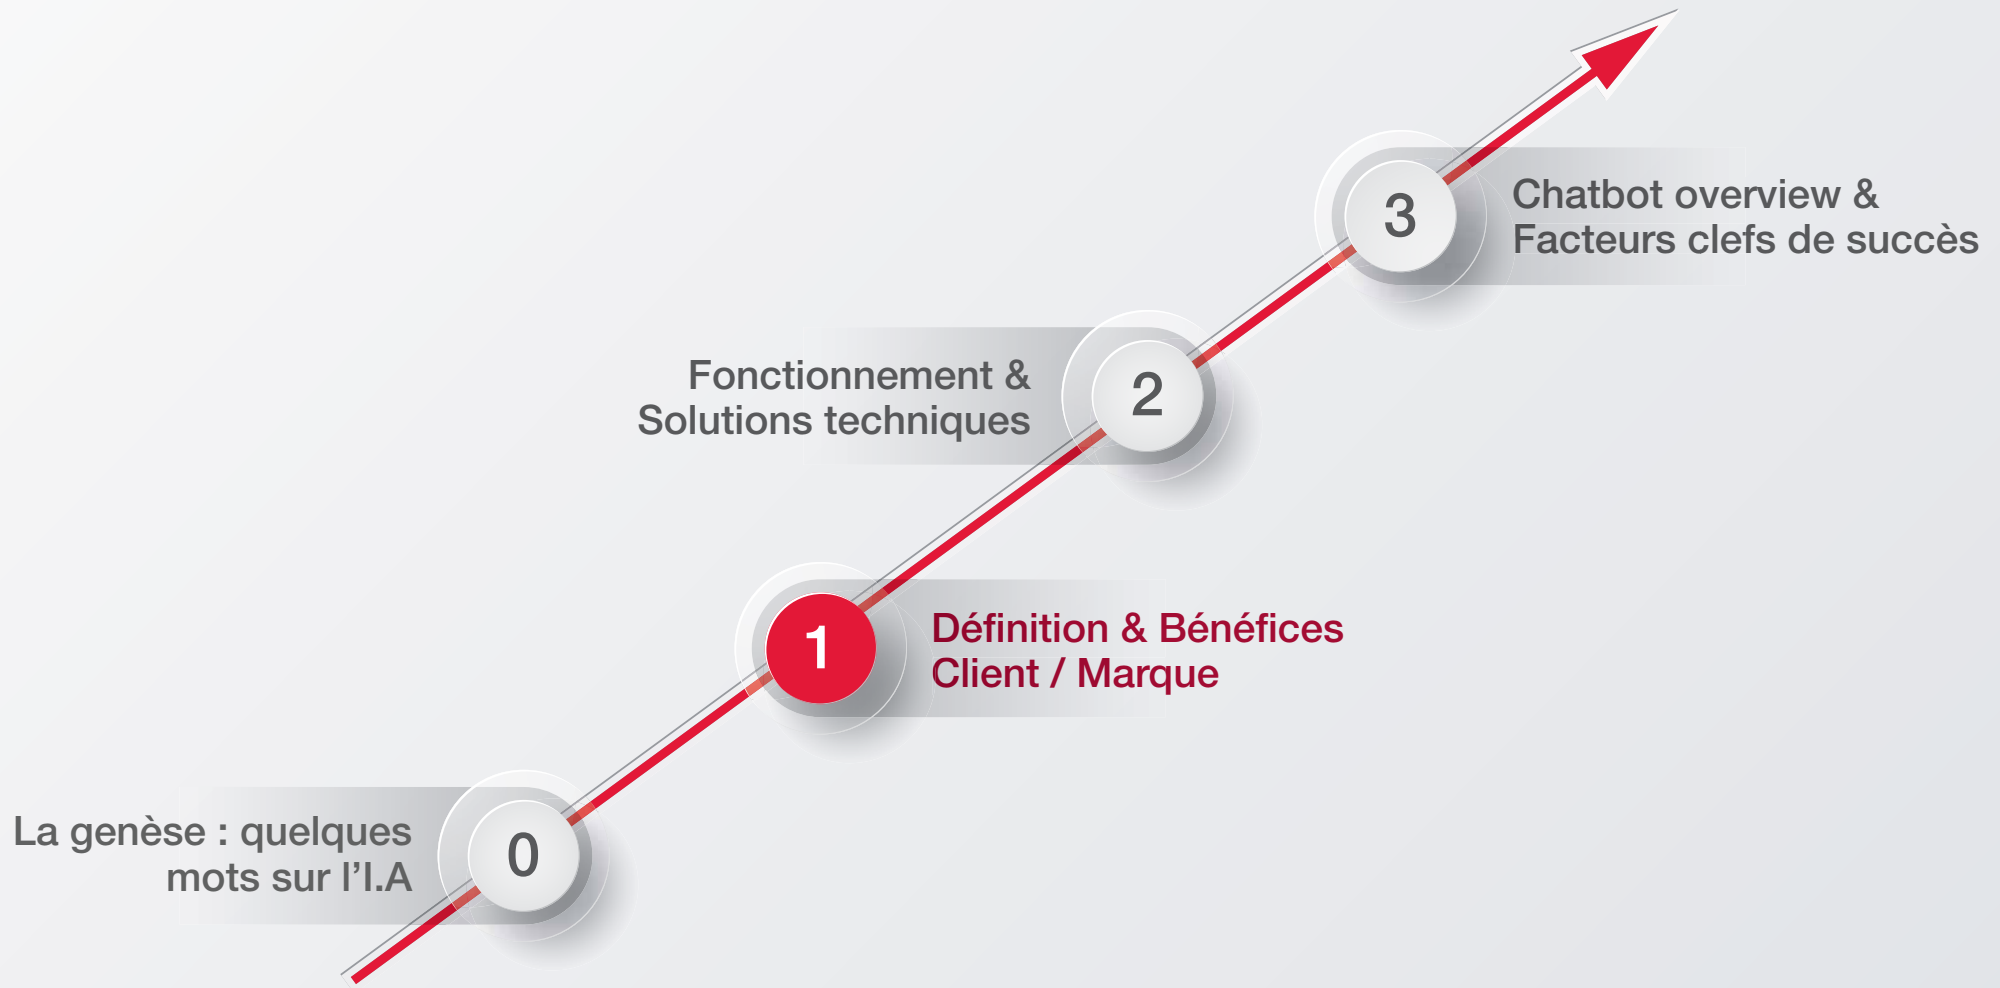 3
Chatbot overview &
Facteurs clefs de succès
Fonctionnement &
Solutions techniques
2
1
Définition & Bénéfices
Client / Marque
La genèse : quelques
mots sur l’I.A
0